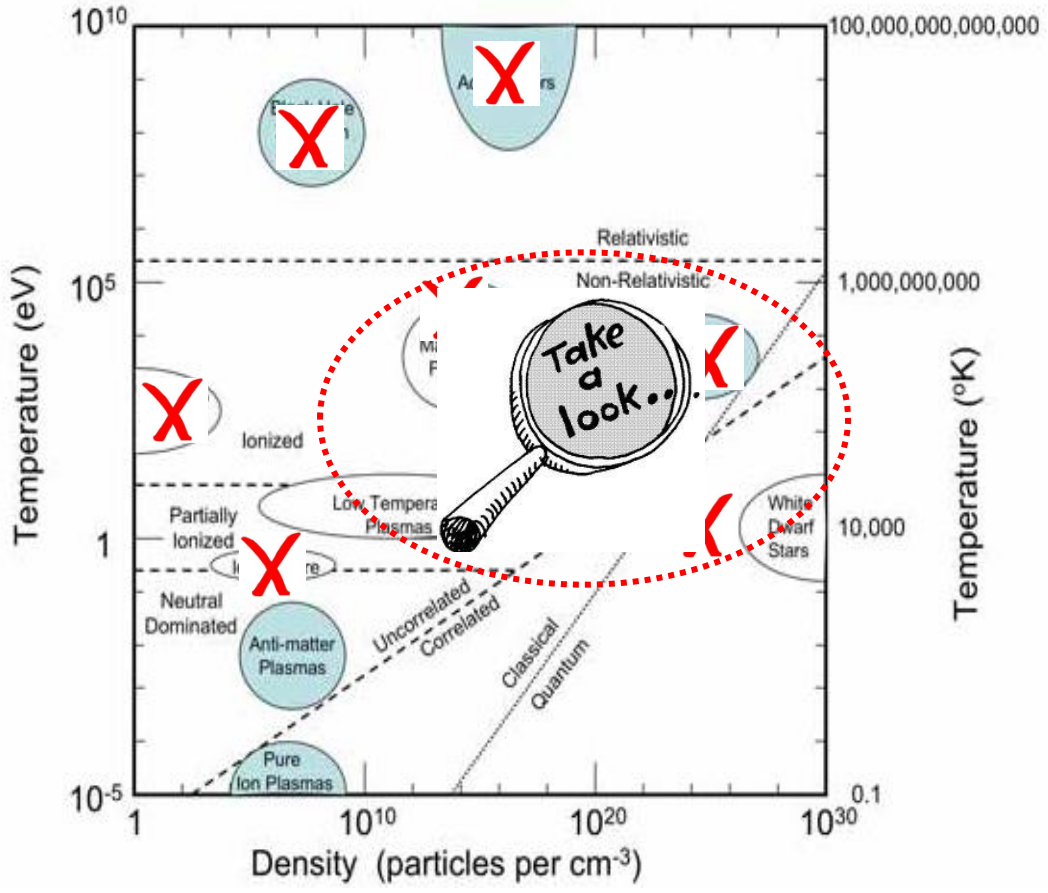 10^10
100,000,000,000,000
Relativistic
Non-Relativistic
10^5
1,000,000,000
Take
a
look..
Ionized
Low
Plasmas
White
Dwarf
Stars
Partially
Ionized
1
10,000
Neutral
Dominated
Uncorrelated
Correlated
Classical
Quantum
Anti-matter
Plasmas
Pure
Ion Plasmas
10^-5
0.1
1
10^10
10^20
10^30
Density (particles per cm^-3)
Temperature (eV)
Temperature (°K)